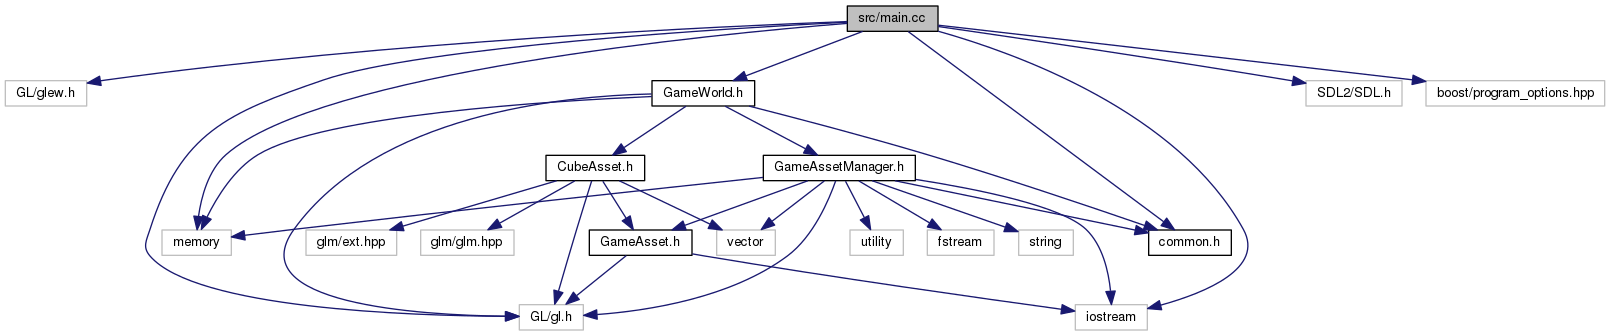 src/main.cc
GL/glew.h
GameWorld.h
SDL2/SDL.h
boost/program_options.hpp
CubeAsset.h
GameAssetManager.h
memory
glm/ext.hpp
glm/glm.hpp
GameAsset.h
vector
utility
fstream
string
common.h
GL/gl.h
iostream